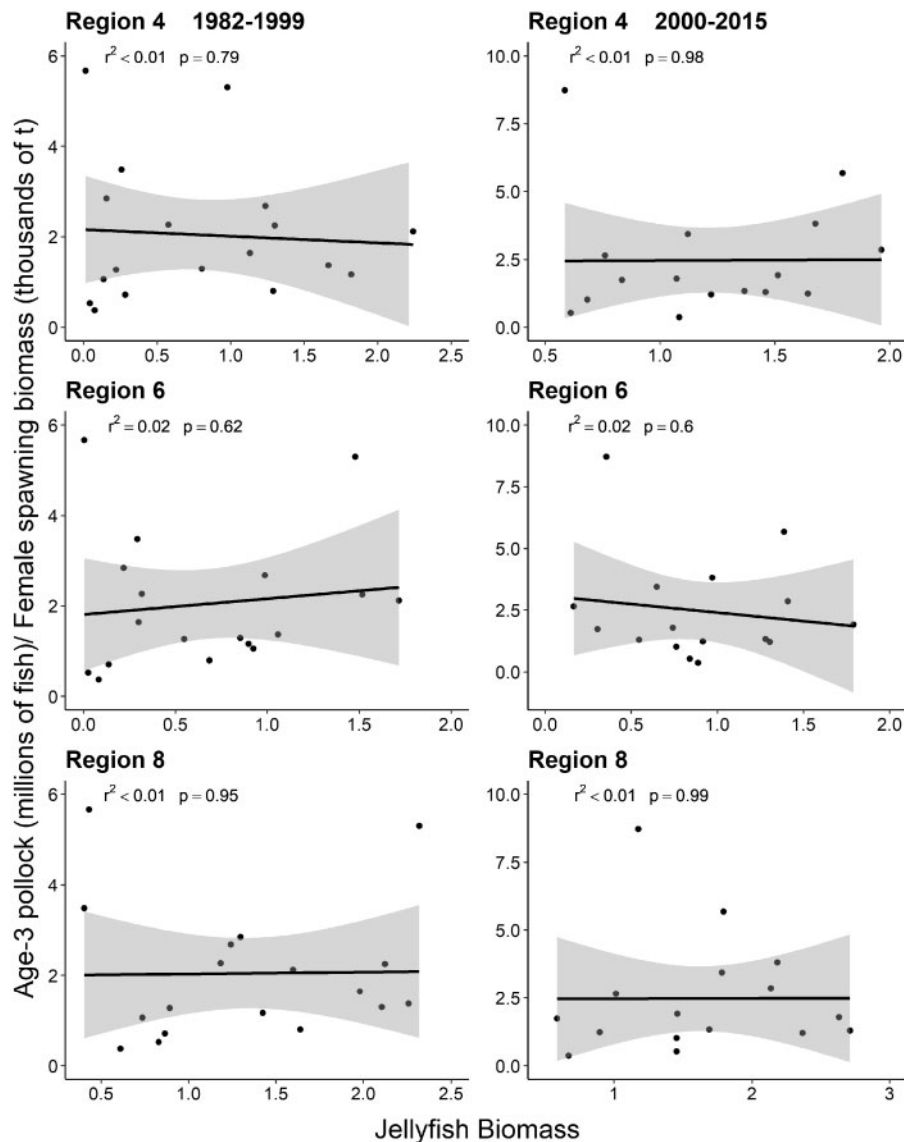 Region 4 1982-1999
Region 4 2000-2015
r² < 0.01 p = 0.79
r² < 0.01 p = 0.98
6
4
2
0
0.0 0.5 1.0 1.5 2.0 2.5
10.0
7.5
5.0
2.5
0.0
0.5 1.0 1.5 2.0
Region 6
Region 6
r² = 0.02 p = 0.62
r² = 0.02 p = 0.6
6
4
2
0
0.0 0.5 1.0 1.5 2.0
10.0
7.5
5.0
2.5
0.0
0.0 0.5 1.0 1.5 2.0
Region 8
Region 8
r² < 0.01 p = 0.95
r² < 0.01 p = 0.99
6
4
2
0
0.5 1.0 1.5 2.0 2.5
10.0
7.5
5.0
2.5
0.0
1 2 3
Age-3 pollock (millions of fish)/ Female spawning biomass (thousands of t)
Jellyfish Biomass